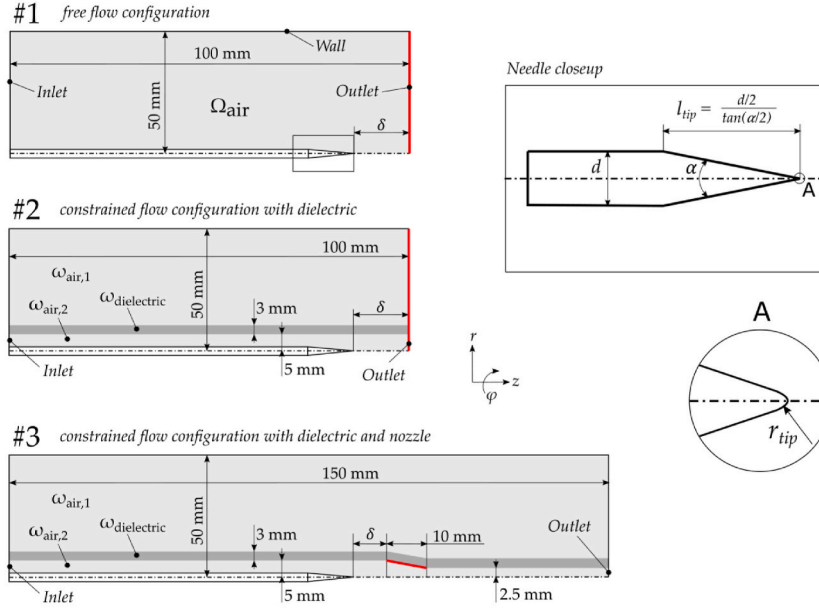 #1 free flow configuration
Wall
100 mm
Inlet
50 mm
Ωair
Outlet
δ
#2 constrained flow configuration with dielectric
100 mm
ωair,1
50 mm
ωair,2
ωdielectric
3 mm
δ
Inlet
5 mm
Outlet
#3 constrained flow configuration with dielectric and nozzle
150 mm
ωair,1
50 mm
ωair,2
ωdielectric
3 mm
δ
10 mm
Outlet
Inlet
5 mm
2.5 mm
Needle closeup
l_tip = d/2 / tan(α/2)
d
α
A
r
φ
z
A
r_tip